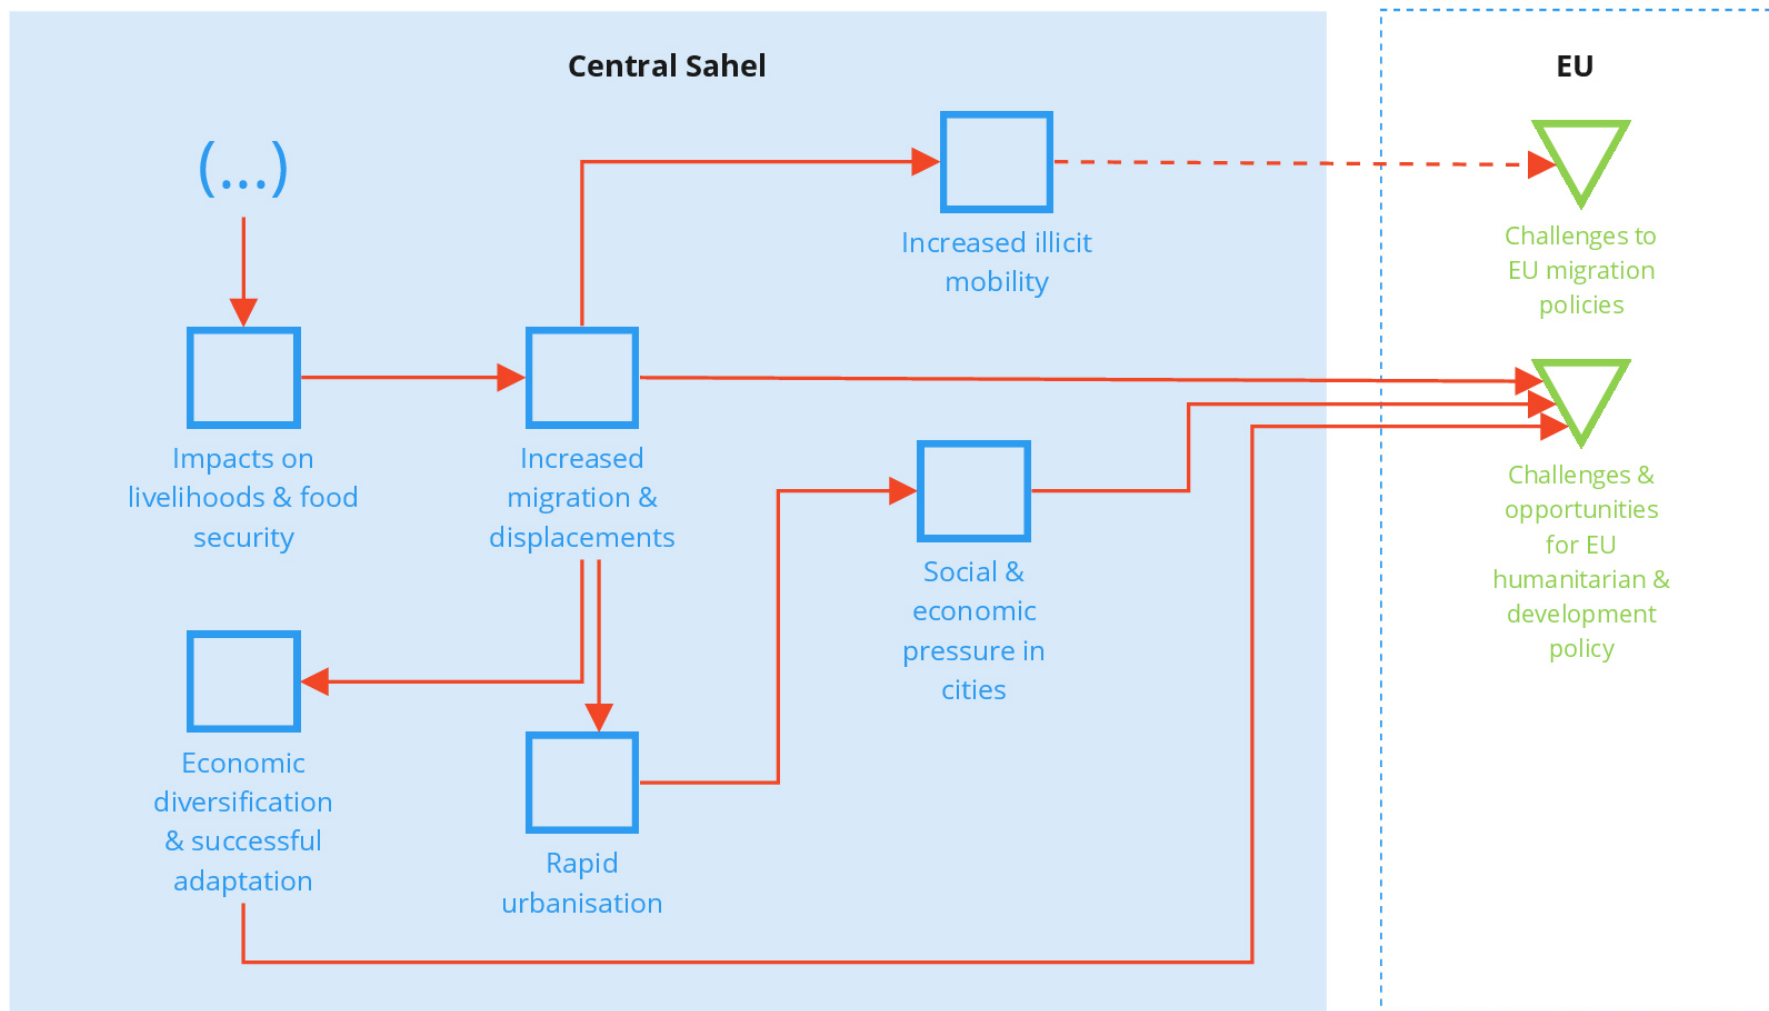 Central Sahel
EU
(...)
Increased illicit
mobility
Challenges to
EU migration
policies
Impacts on
livelihoods & food
security
Increased
migration &
displacements
Social &
economic
pressure in
cities
Challenges &
opportunities
for EU
humanitarian &
development
policy
Economic
diversification
& successful
adaptation
Rapid
urbanisation